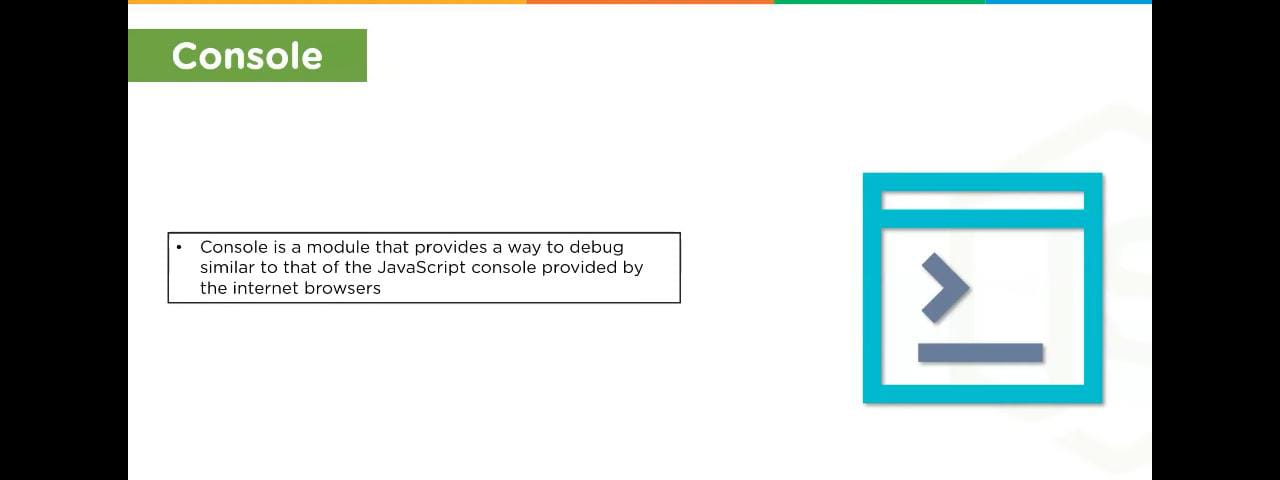 Console
• Console is a module that provides a way to debug
similar to that of the JavaScript console provided by
the internet browsers